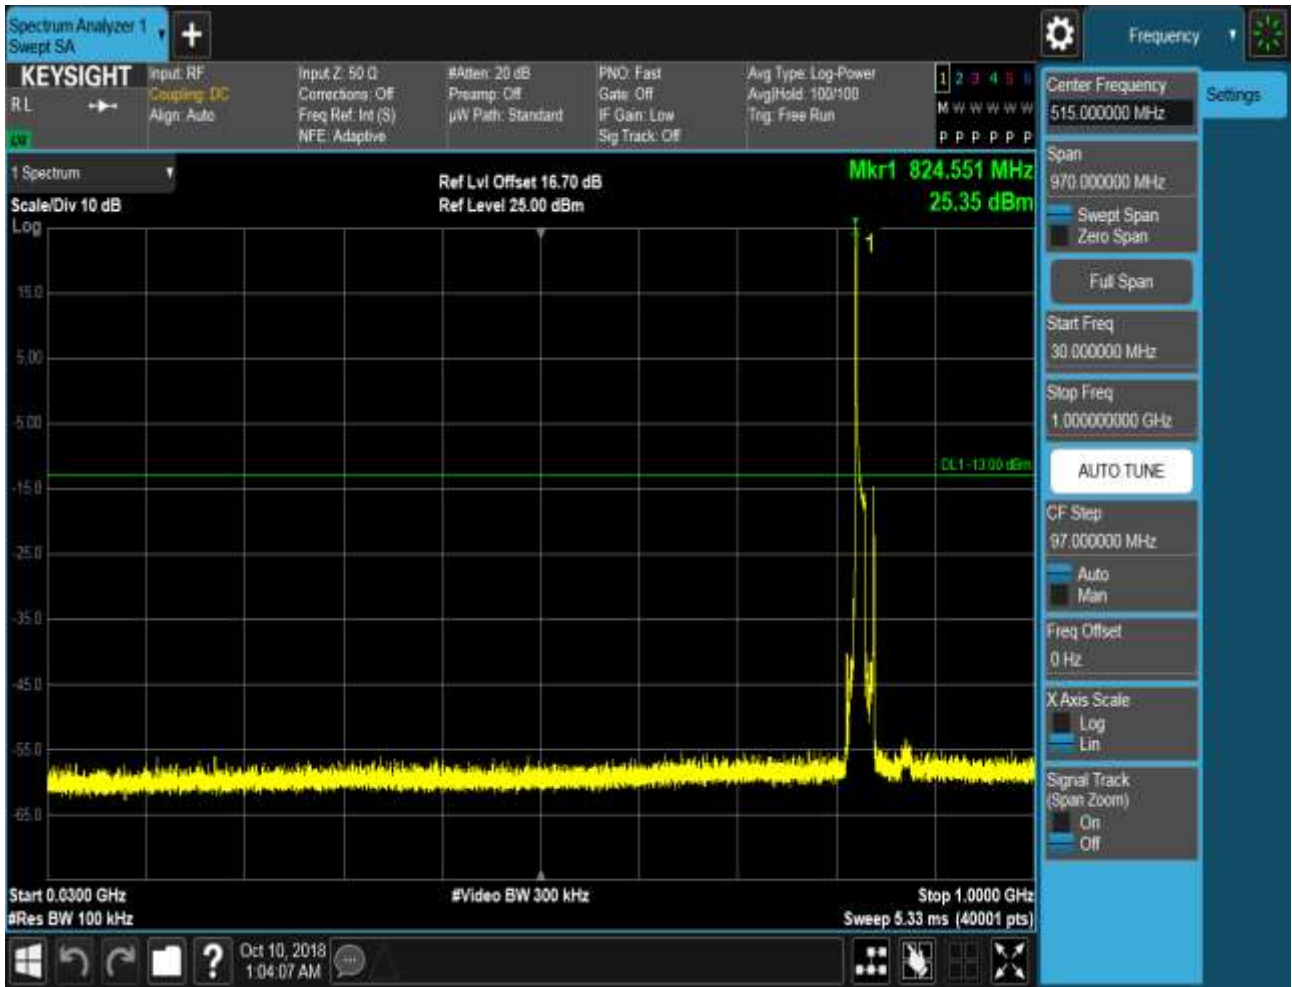 Spectrum Analyzer 1
Swept SA
+
Frequency
KEYSIGHT
R L
Input: RF
Coupling: DC
Align: Auto
Input Z: 50 Ω
Corrections: Off
Freq Ref: Int (S)
NFE: Adaptive
#Atten: 20 dB
Preamp: Off
µW Path: Standard
PNO: Fast
Gate: Off
IF Gain: Low
Sig Track: Off
Avg Type: Log-Power
Avg|Hold: 100/100
Trig: Free Run
1 2 3 4 5 6
M W W W W W
P P P P P P
1 Spectrum
Scale/Div 10 dB
Log
Ref Lvl Offset 16.70 dB
Ref Level 25.00 dBm
Mkr1 824.551 MHz
25.35 dBm
1
15.0
5.00
-5.00
DL1 -13.00 dBm
-15.0
-25.0
-35.0
-45.0
-55.0
-65.0
Start 0.0300 GHz
#Res BW 100 kHz
#Video BW 300 kHz
Stop 1.0000 GHz
Sweep 5.33 ms (40001 pts)
Center Frequency
515.000000 MHz
Settings
Span
970.000000 MHz
Swept Span
Zero Span
Full Span
Start Freq
30.000000 MHz
Stop Freq
1.000000000 GHz
AUTO TUNE
CF Step
97.000000 MHz
Auto
Man
Freq Offset
0 Hz
X Axis Scale
Log
Lin
Signal Track
(Span Zoom)
On
Off
?
Oct 10, 2018
1:04:07 AM